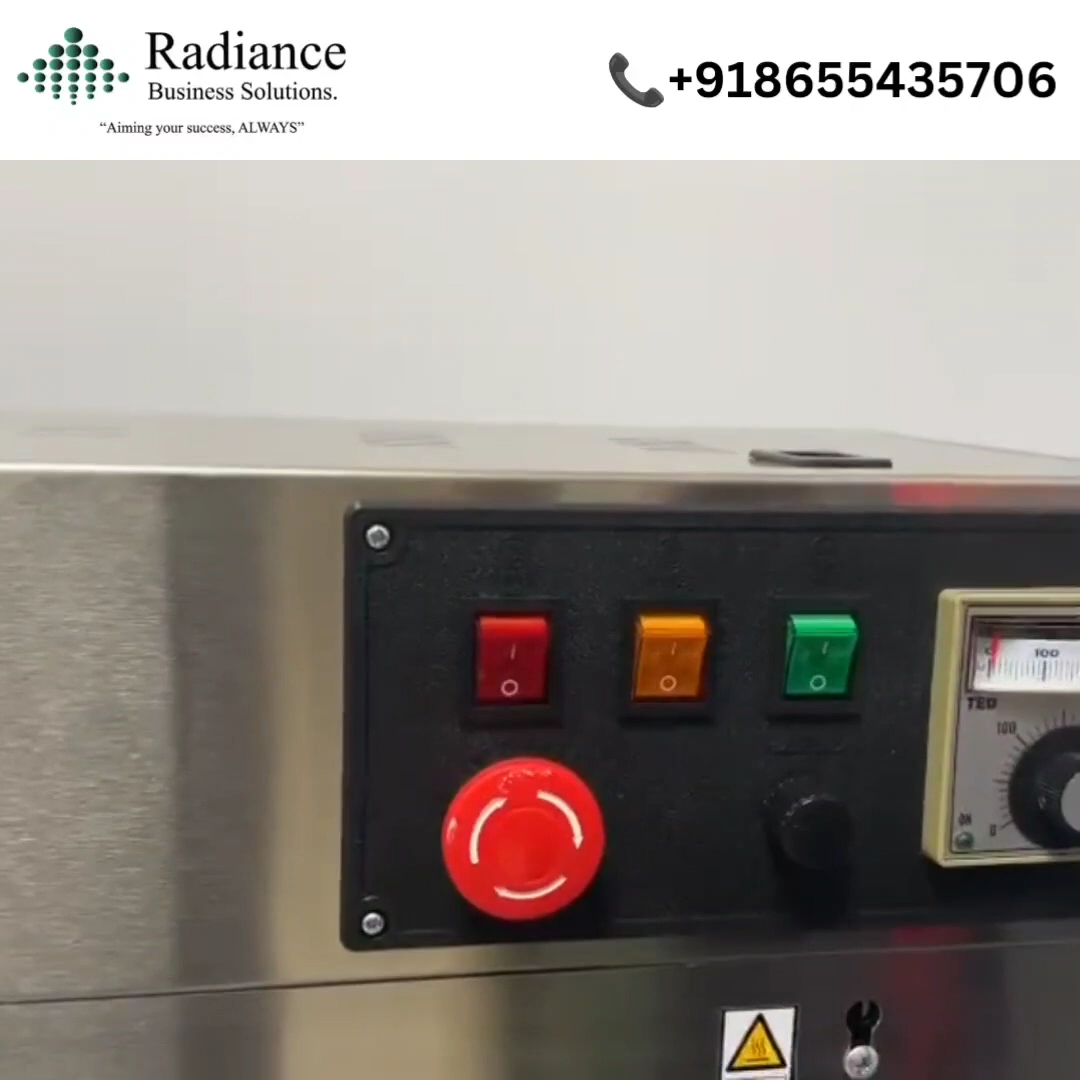 Radiance
Business Solutions.
“Aiming your success, ALWAYS”
+918655435706
I
O
I
O
I
O
100
TED
100
ON
0